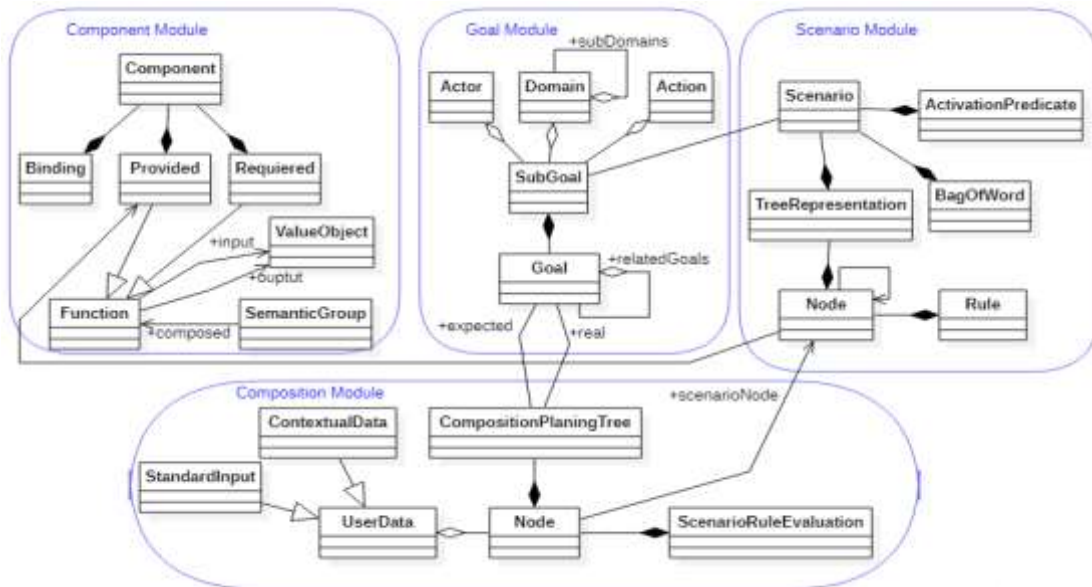 Component Module
Goal Module
Scenario Module
+subDomains
Component
Actor
Domain
Action
Scenario
ActivationPredicate
Binding
Provided
Requiered
SubGoal
TreeRepresentation
BagOfWord
ValueObject
+input
+ouptut
Goal
+relatedGoals
Function
SemanticGroup
+composed
+expected
+real
Node
Rule
Composition Module
+scenarioNode
ContextualData
CompositionPlaningTree
StandardInput
UserData
Node
ScenarioRuleEvaluation